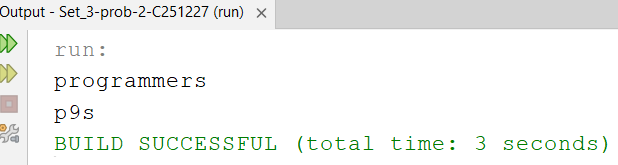 Output - Set_3-prob-2-C251227 (run) ×
run:
programmers
p9s
BUILD SUCCESSFUL (total time: 3 seconds)